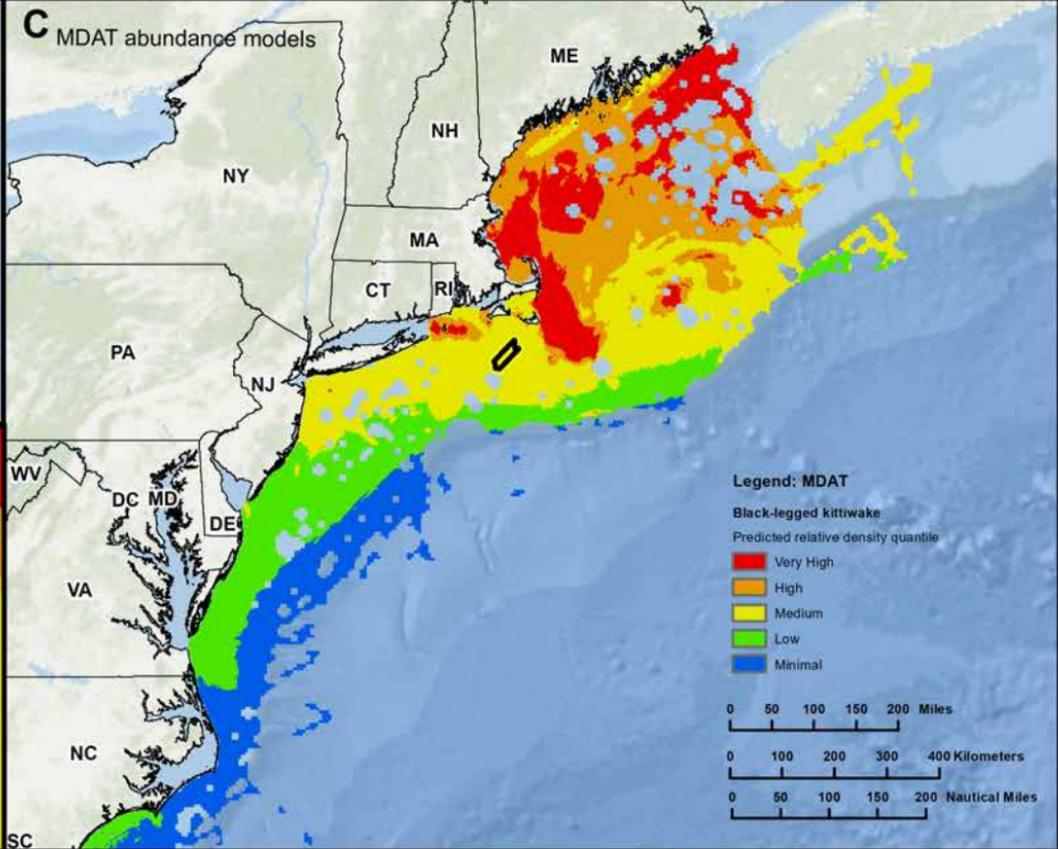 C MDAT abundance models
ME
NH
NY
MA
CT
RI
PA
NJ
WV
DC
MD
DE
VA
NC
SC
Legend: MDAT
Black-legged kittiwake
Predicted relative density quantile
Very High
High
Medium
Low
Minimal
0 50 100 150 200 Miles
0 100 200 300 400 Kilometers
0 50 100 150 200 Nautical Miles